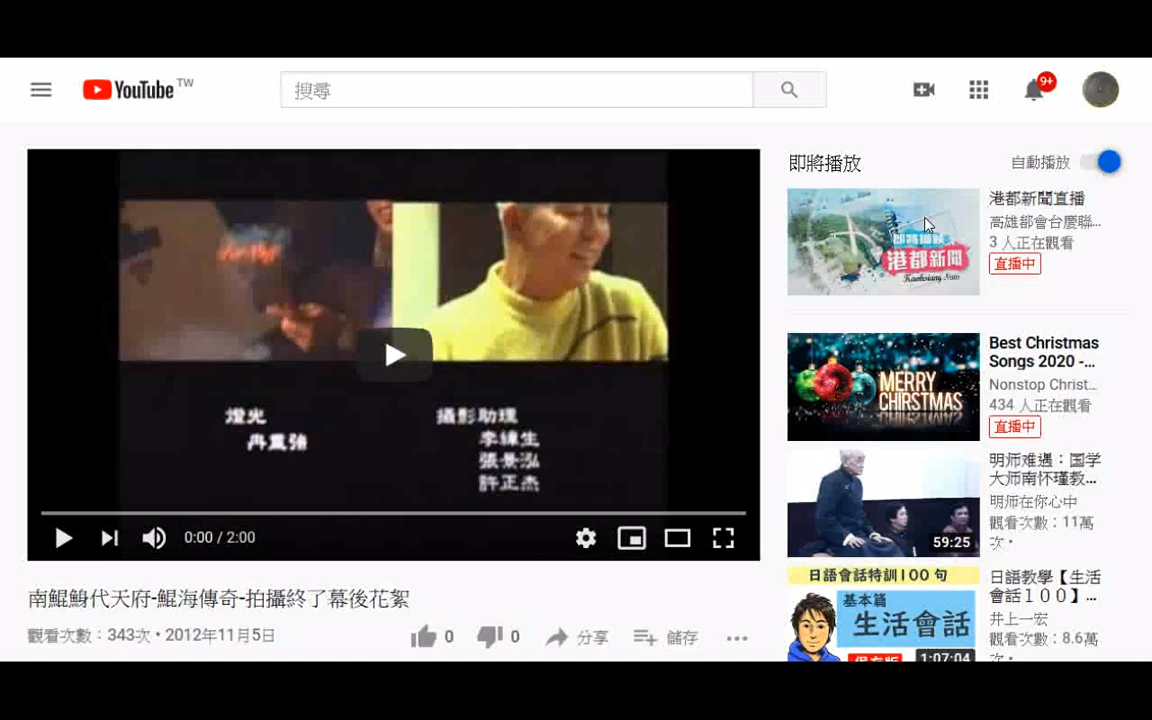 YouTube TW
搜尋
9+
燈光
冉重強
攝影助理
李緯生
張景泓
許正杰
0:00 / 2:00
南鯤鯓代天府-鯤海傳奇-拍攝終了幕後花絮
觀看次數：343次 • 2012年11月5日
0
0
分享
儲存
即將播放
自動播放
即將播放
港都新聞
港都新聞直播
高雄都會台慶聯...
3 人正在觀看
直播中
MERRY
CHRISTMAS
Best Christmas
Songs 2020 -...
Nonstop Christ...
434 人正在觀看
直播中
59:25
明师难遇：国学
大师南怀瑾教...
明师在你心中
觀看次數：11萬
次 •
日語會話特訓100句
基本篇
生活會話
1:07:04
日語教學【生活
會話１００】...
井上一宏
觀看次數：8.6萬